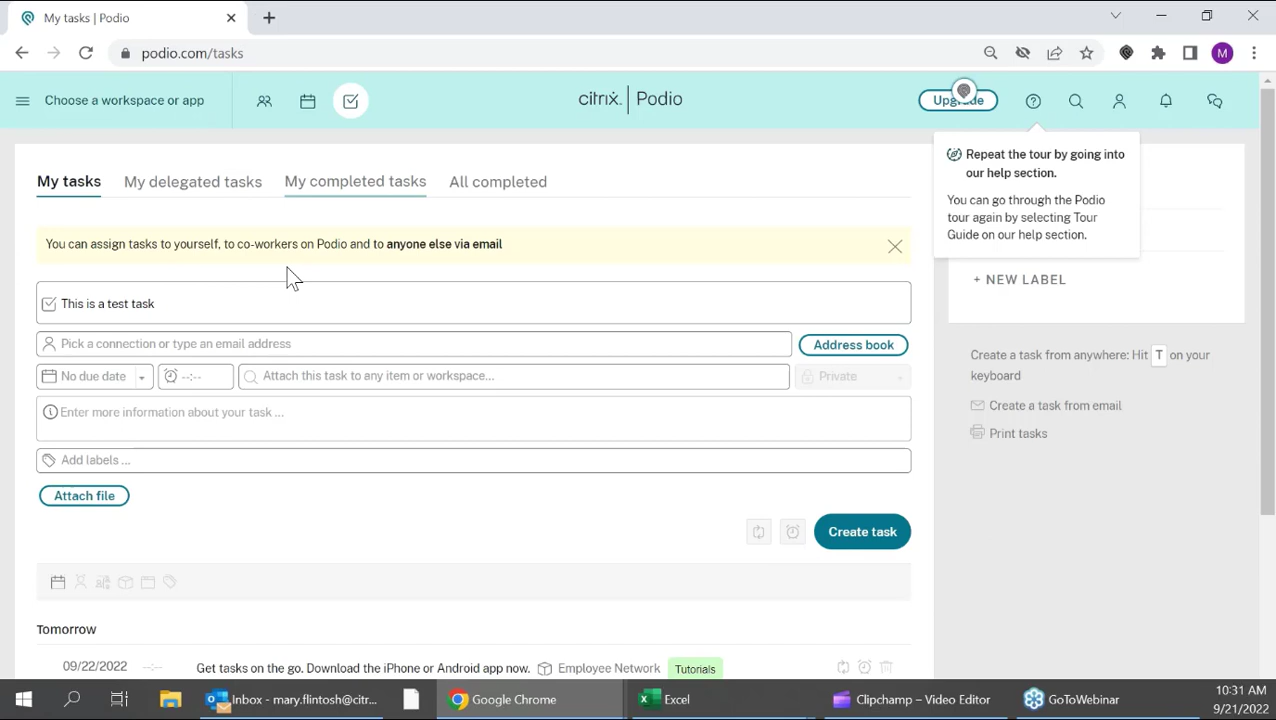 My tasks | Podio
podio.com/tasks
M
Choose a workspace or app
citrix. | Podio
Upgrade
My tasks
My delegated tasks
My completed tasks
All completed
Repeat the tour by going into
our help section.
You can go through the Podio
tour again by selecting Tour
Guide on our help section.
You can assign tasks to yourself, to co-workers on Podio and to anyone else via email
This is a test task
+ NEW LABEL
Pick a connection or type an email address
Address book
Create a task from anywhere: Hit T on your
keyboard
No due date
--:--
Attach this task to any item or workspace...
Private
Enter more information about your task ...
Create a task from email
Print tasks
Add labels ...
Attach file
Create task
Tomorrow
09/22/2022
--:--
Get tasks on the go. Download the iPhone or Android app now.
Employee Network
Tutorials
Inbox - mary.flintosh@citr...
Google Chrome
Excel
Clipchamp – Video Editor
GoToWebinar
10:31 AM
9/21/2022